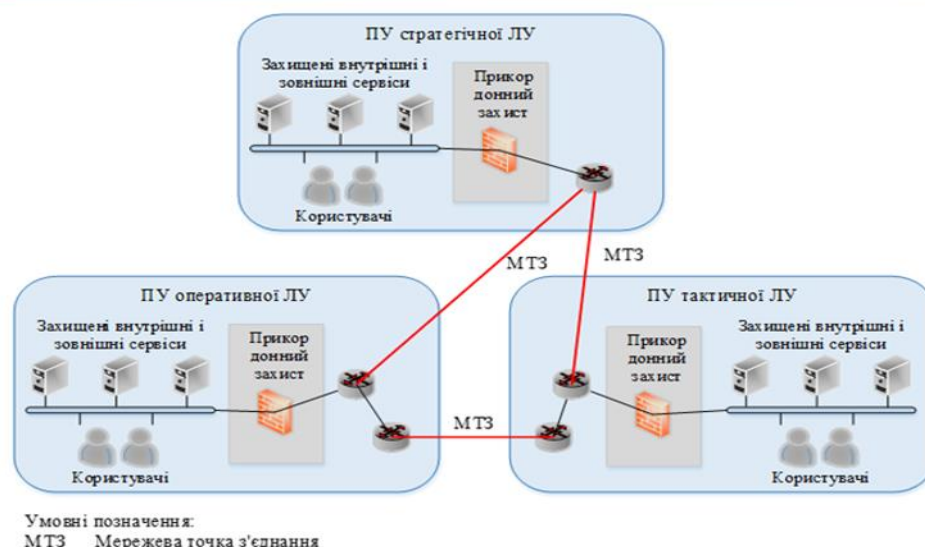 ПУ стратегічної ЛУ
Захищені внутрішні і
зовнішні сервіси
Прикор
донний
захист
Користувачі
МТЗ
МТЗ
ПУ оперативної ЛУ
Захищені внутрішні і
зовнішні сервіси
Прикор
донний
захист
Користувачі
МТЗ
ПУ тактичної ЛУ
Прикор
донний
захист
Захищені внутрішні і
зовнішні сервіси
Користувачі
Умовні позначення:
МТЗ Мережева точка з'єднання